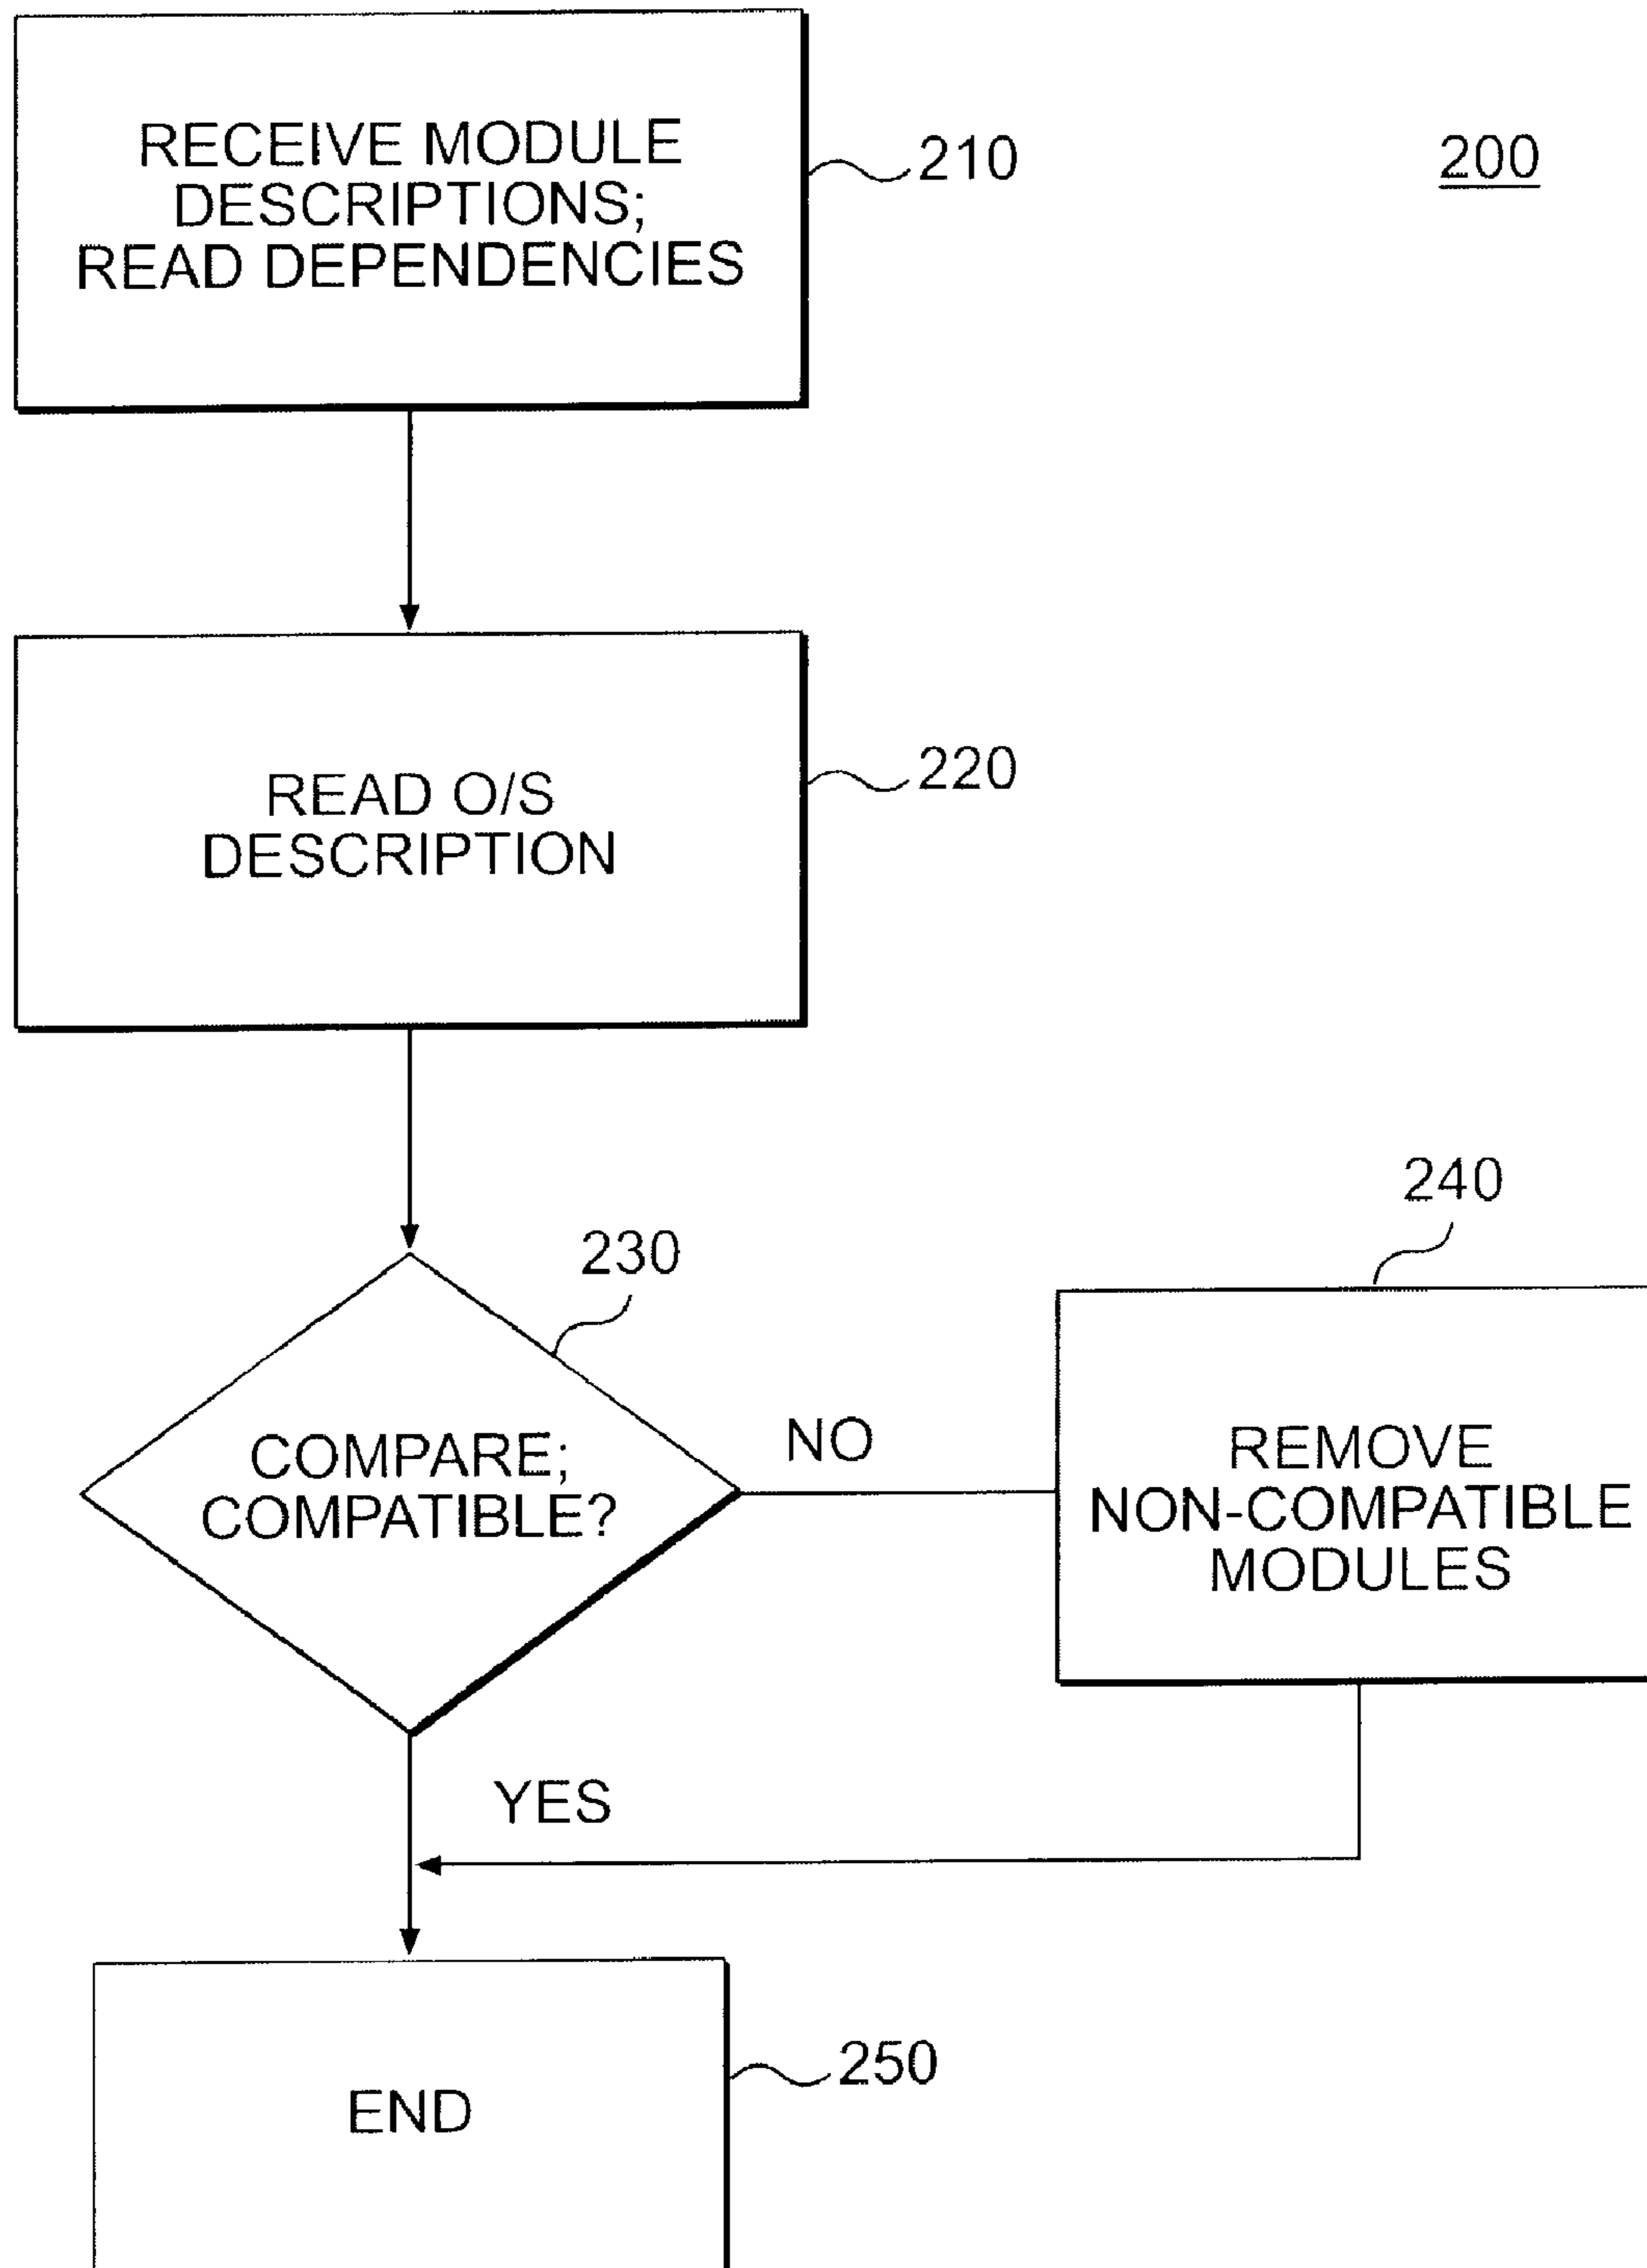 RECEIVE MODULE
DESCRIPTIONS;
READ DEPENDENCIES
210
200
READ O/S
DESCRIPTION
220
230
COMPARE;
COMPATIBLE?
NO
240
REMOVE
NON-COMPATIBLE
MODULES
YES
END
250